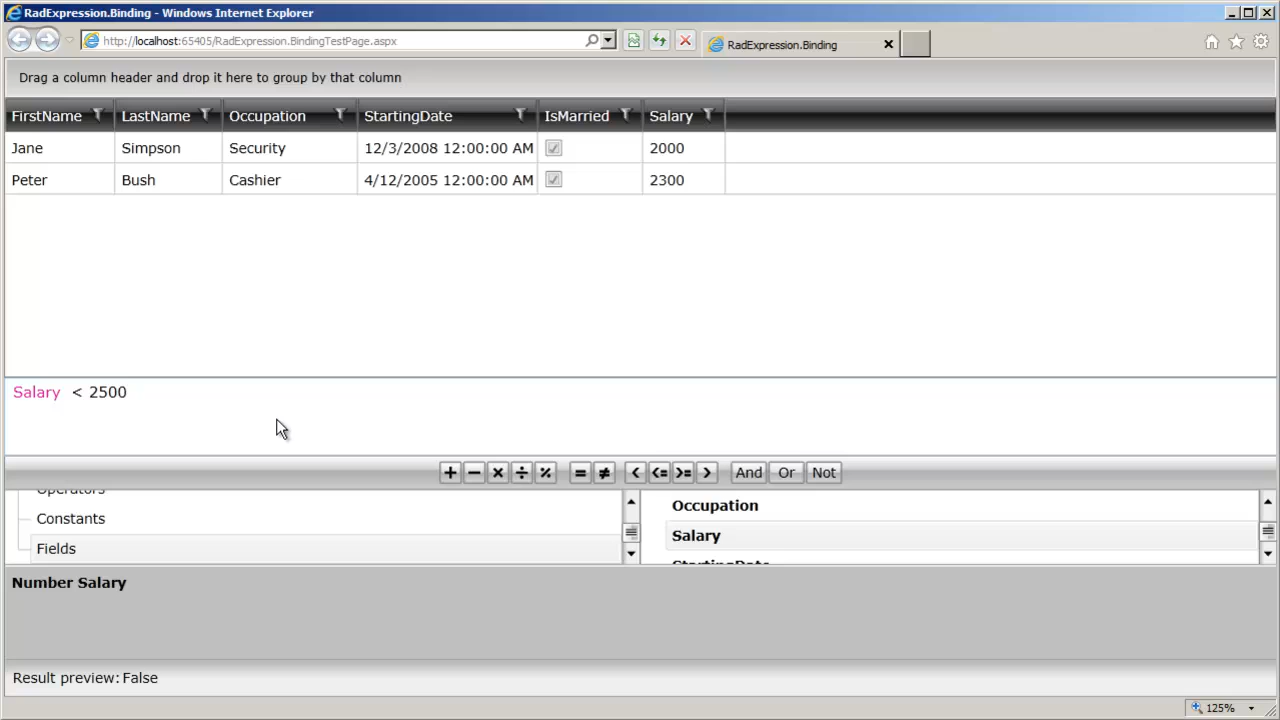 RadExpression.Binding - Windows Internet Explorer
http://localhost:65405/RadExpression.BindingTestPage.aspx
RadExpression.Binding
Drag a column header and drop it here to group by that column
FirstName LastName Occupation StartingDate IsMarried Salary
Jane Simpson Security 12/3/2008 12:00:00 AM 2000
Peter Bush Cashier 4/12/2005 12:00:00 AM 2300
Salary < 2500
+ − × ÷ % = ≠ < <= >= > And Or Not
Operators
Constants
Fields
Occupation
Salary
StartingDate
Number Salary
Result preview: False
125%